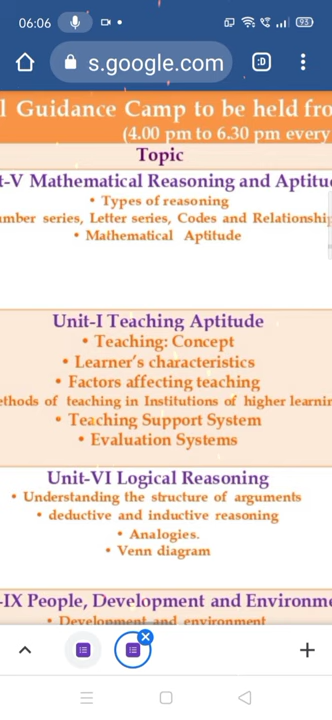 06:06
93
s.google.com
:D
l Guidance Camp to be held fro
(4.00 pm to 6.30 pm every
Topic
t-V Mathematical Reasoning and Aptitu
• Types of reasoning
umber series, Letter series, Codes and Relationship
• Mathematical Aptitude
Unit-I Teaching Aptitude
• Teaching: Concept
• Learner's characteristics
• Factors affecting teaching
ethods of teaching in Institutions of higher learnin
• Teaching Support System
• Evaluation Systems
Unit-VI Logical Reasoning
• Understanding the structure of arguments
• deductive and inductive reasoning
• Analogies.
• Venn diagram
-IX People, Development and Environme
• Development and environment